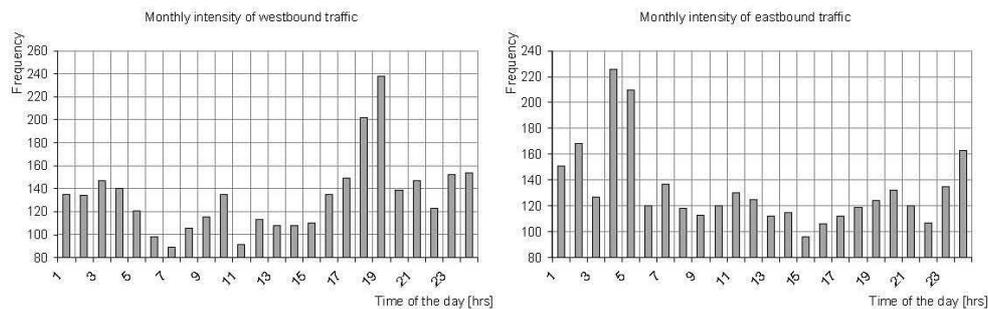 Monthly intensity of westbound traffic
Frequency
260
240
220
200
180
160
140
120
100
80
1 3 5 7 9 11 13 15 17 19 21 23
Time of the day [hrs]
Monthly intensity of eastbound traffic
Frequency
240
220
200
180
160
140
120
100
80
1 3 5 7 9 11 13 15 17 19 21 23
Time of the day [hrs]